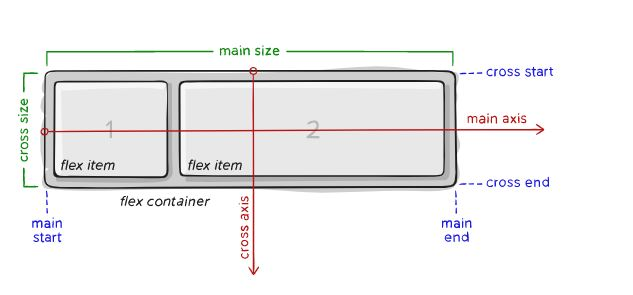 main size
cross start
cross size
1
2
main axis
flex item
flex item
cross end
flex container
cross axis
main
start
main
end